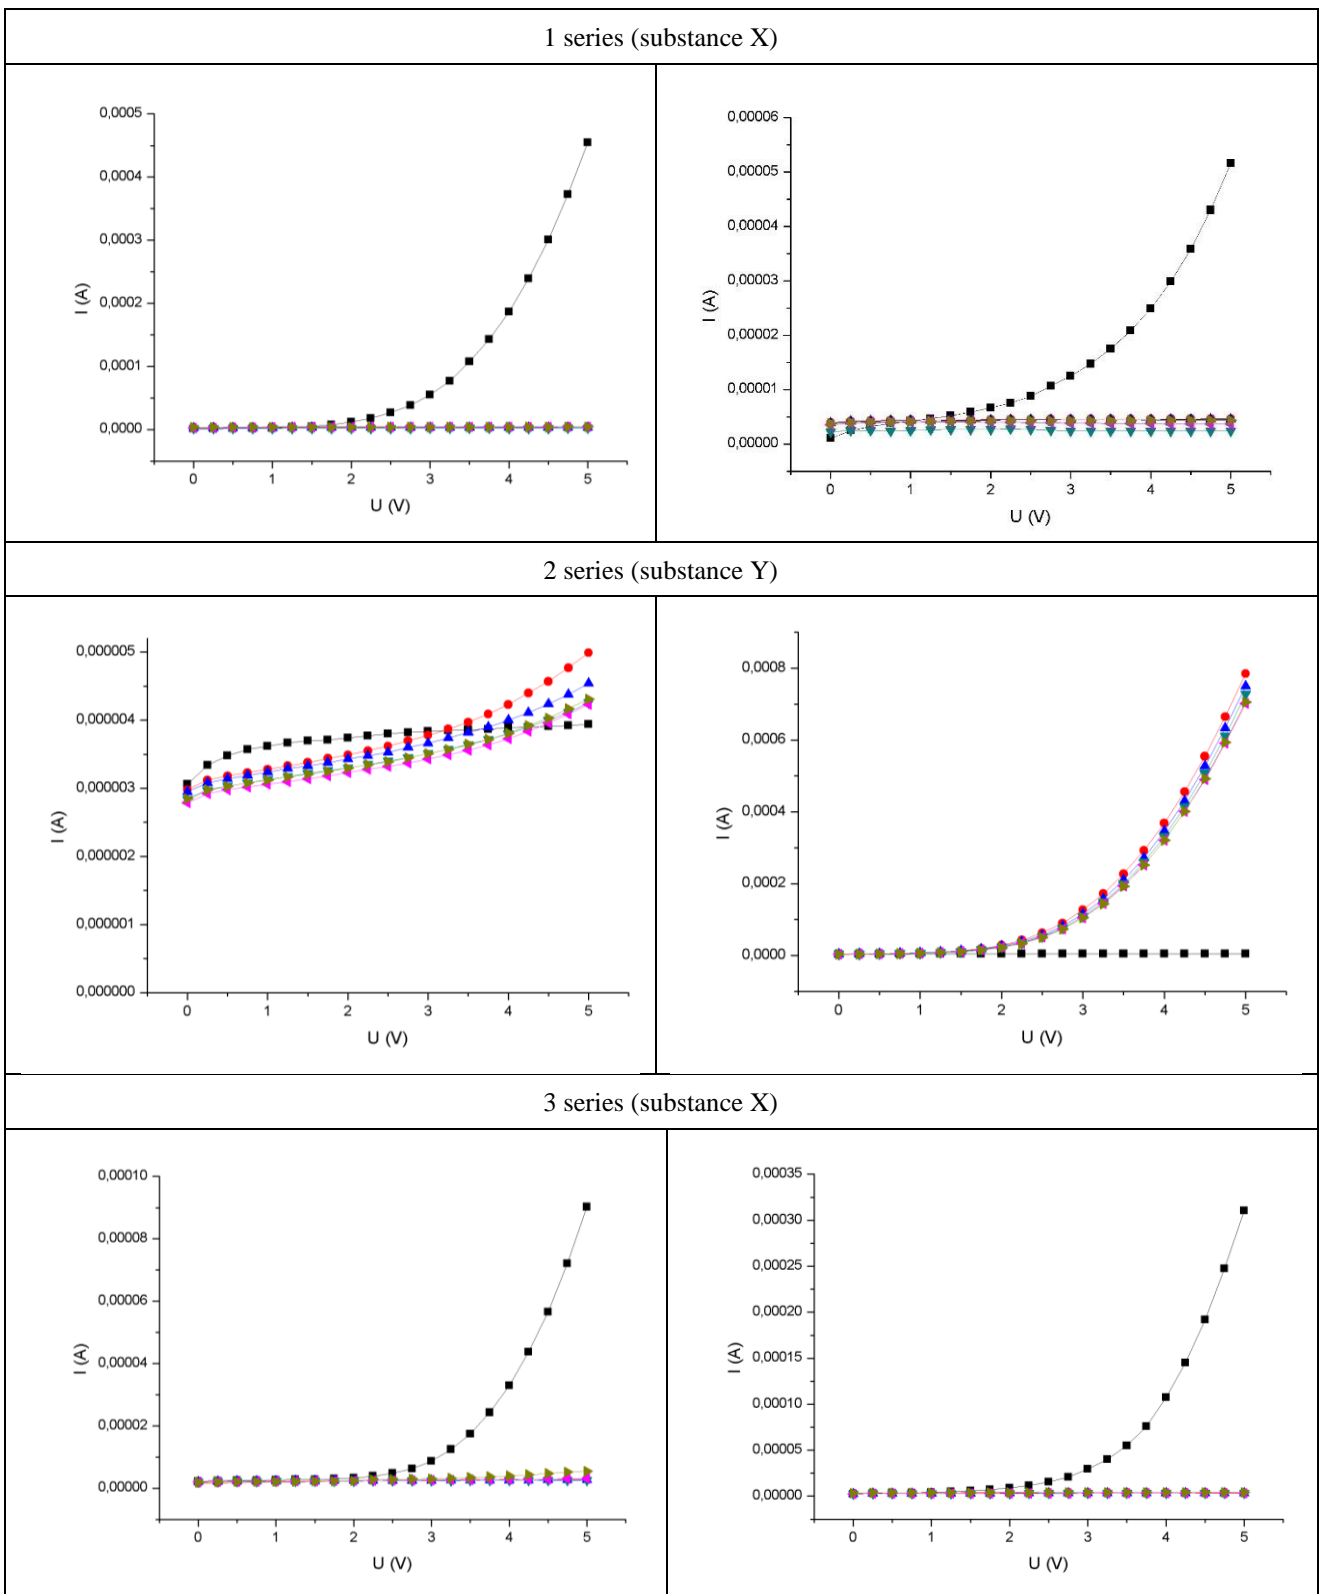 1 series (substance X)
0,0005
0,0004
0,0003
0,0002
0,0001
0,0000
I (A)
0 1 2 3 4 5
U (V)
0,00006
0,00005
0,00004
0,00003
0,00002
0,00001
0,00000
I (A)
0 1 2 3 4 5
U (V)
2 series (substance Y)
0,000005
0,000004
0,000003
0,000002
0,000001
0,000000
I (A)
0 1 2 3 4 5
U (V)
0,0008
0,0006
0,0004
0,0002
0,0000
I (A)
0 1 2 3 4 5
U (V)
3 series (substance X)
0,00010
0,00008
0,00006
0,00004
0,00002
0,00000
I (A)
0 1 2 3 4 5
U (V)
0,00035
0,00030
0,00025
0,00020
0,00015
0,00010
0,00005
0,00000
I (A)
0 1 2 3 4 5
U (V)